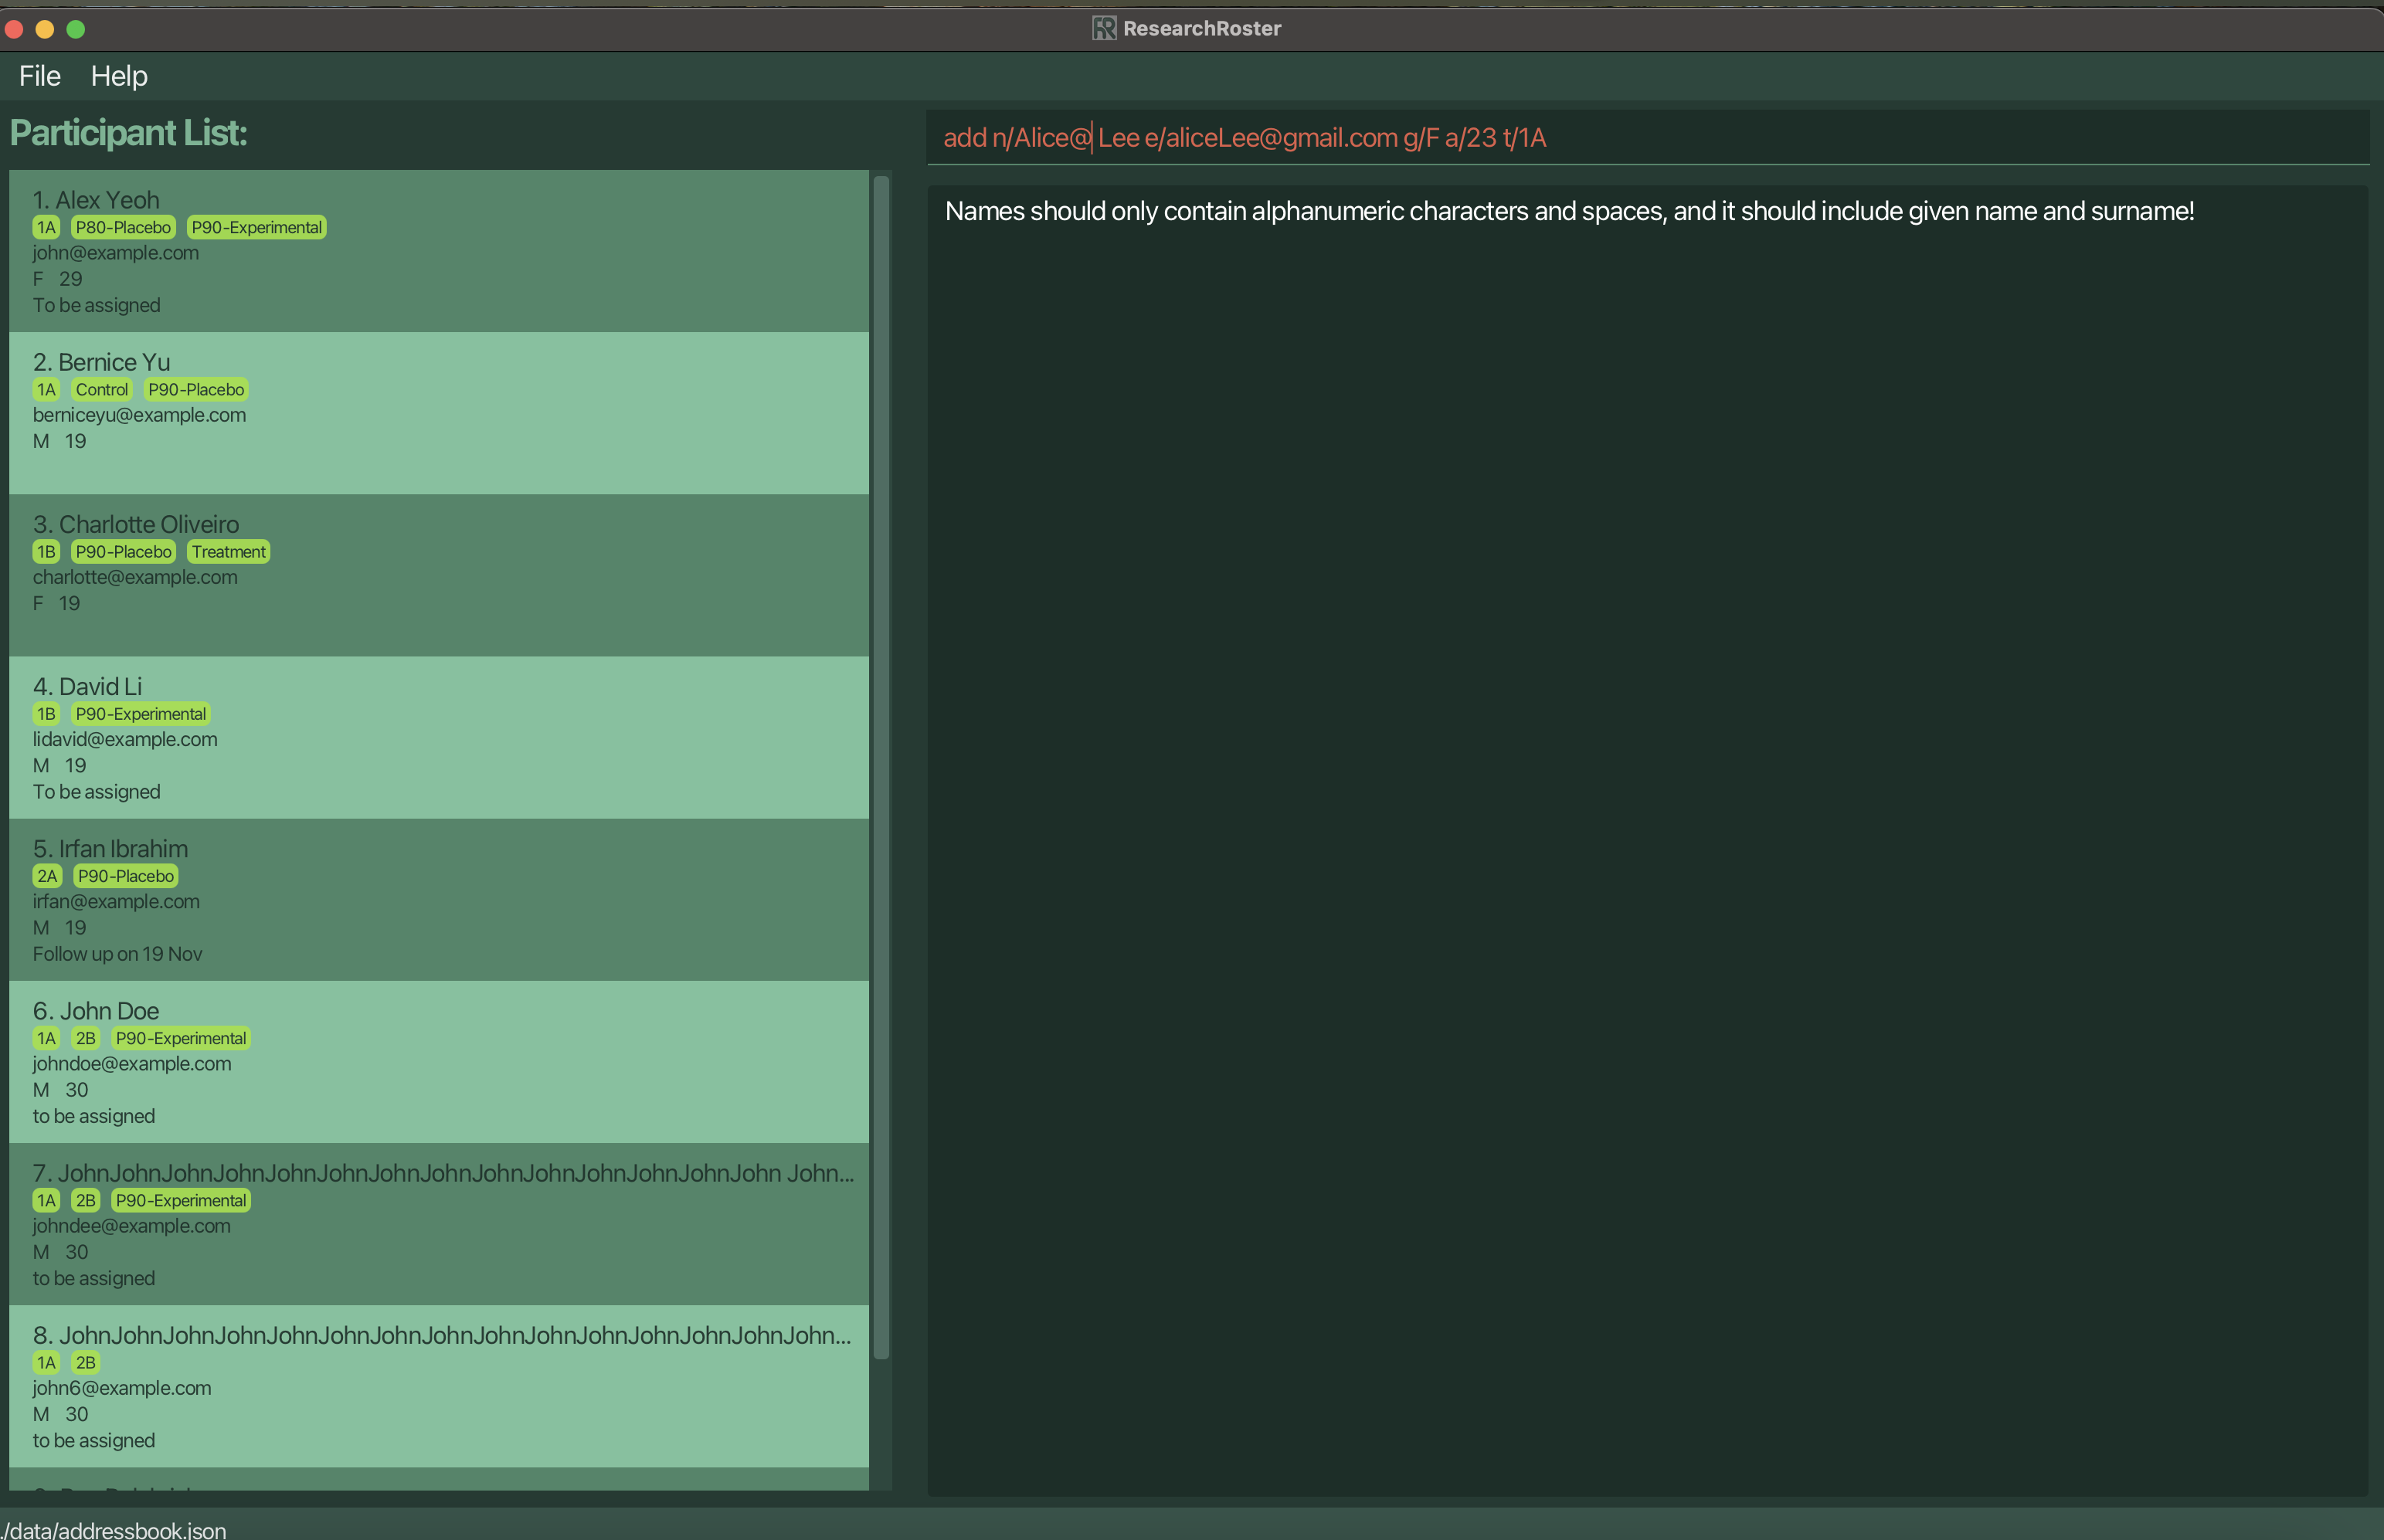 ResearchRoster
File Help
Participant List:
1. Alex Yeoh
1A P80-Placebo P90-Experimental
john@example.com
F 29
To be assigned
2. Bernice Yu
1A Control P90-Placebo
berniceyu@example.com
M 19
3. Charlotte Oliveiro
1B P90-Placebo Treatment
charlotte@example.com
F 19
4. David Li
1B P90-Experimental
lidavid@example.com
M 19
To be assigned
5. Irfan Ibrahim
2A P90-Placebo
irfan@example.com
M 19
Follow up on 19 Nov
6. John Doe
1A 2B P90-Experimental
johndoe@example.com
M 30
to be assigned
7. JohnJohnJohnJohnJohnJohnJohnJohnJohnJohnJohnJohnJohnJohn John...
1A 2B P90-Experimental
johndee@example.com
M 30
to be assigned
8. JohnJohnJohnJohnJohnJohnJohnJohnJohnJohnJohnJohnJohnJohnJohn...
1A 2B
john6@example.com
M 30
to be assigned
add n/Alice@ Lee e/aliceLee@gmail.com g/F a/23 t/1A
Names should only contain alphanumeric characters and spaces, and it should include given name and surname!
./data/addressbook.json